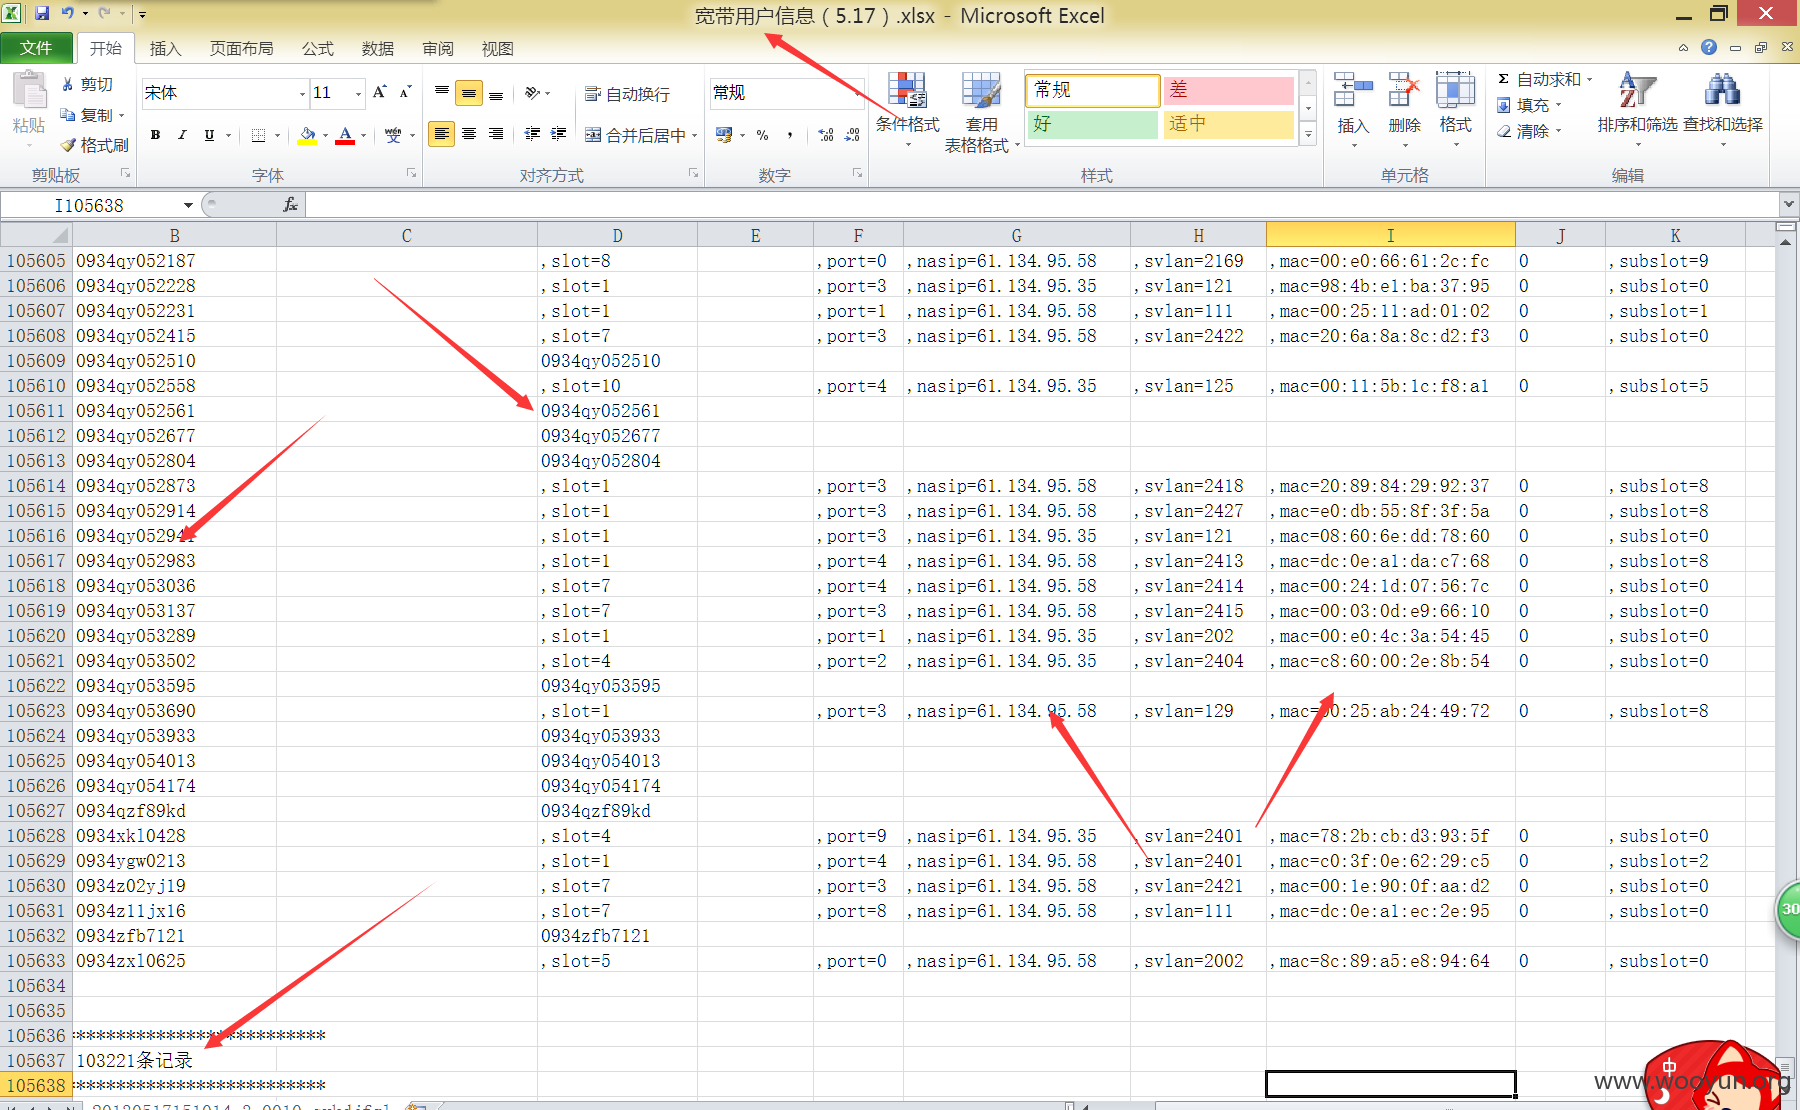 宽带用户信息（5.17）.xlsx - Microsoft Excel
文件 开始 插入 页面布局 公式 数据 审阅 视图
粘贴 剪切 复制 格式刷 剪贴板
宋体 11 字体
自动换行 合并后居中 对齐方式
常规 数字
条件格式 套用 表格格式 常规 差 好 适中 样式
插入 删除 格式 单元格
Σ 自动求和 填充 清除 排序和筛选 查找和选择 编辑
I105638 fx
B C D E F G H I J K
105605 0934qy052187 ,slot=8 ,port=0 ,nasip=61.134.95.58 ,svlan=2169 ,mac=00:e0:66:61:2c:fc 0 ,subslot=9
105606 0934qy052228 ,slot=1 ,port=3 ,nasip=61.134.95.35 ,svlan=121 ,mac=98:4b:e1:ba:37:95 0 ,subslot=0
105607 0934qy052231 ,slot=1 ,port=1 ,nasip=61.134.95.58 ,svlan=111 ,mac=00:25:11:ad:01:02 0 ,subslot=1
105608 0934qy052415 ,slot=7 ,port=3 ,nasip=61.134.95.58 ,svlan=2422 ,mac=20:6a:8a:8c:d2:f3 0 ,subslot=0
105609 0934qy052510 0934qy052510
105610 0934qy052558 ,slot=10 ,port=4 ,nasip=61.134.95.35 ,svlan=125 ,mac=00:11:5b:1c:f8:a1 0 ,subslot=5
105611 0934qy052561 0934qy052561
105612 0934qy052677 0934qy052677
105613 0934qy052804 0934qy052804
105614 0934qy052873 ,slot=1 ,port=3 ,nasip=61.134.95.58 ,svlan=2418 ,mac=20:89:84:29:92:37 0 ,subslot=8
105615 0934qy052914 ,slot=1 ,port=3 ,nasip=61.134.95.58 ,svlan=2427 ,mac=e0:db:55:8f:3f:5a 0 ,subslot=8
105616 ,slot=1 ,port=3 ,nasip=61.134.95.35 ,svlan=121 ,mac=08:60:6e:dd:78:60 0 ,subslot=0
105617 0934qy052983 ,slot=1 ,port=4 ,nasip=61.134.95.58 ,svlan=2413 ,mac=dc:0e:a1:da:c7:68 0 ,subslot=8
105618 0934qy053036 ,slot=7 ,port=4 ,nasip=61.134.95.58 ,svlan=2414 ,mac=00:24:1d:07:56:7c 0 ,subslot=0
105619 0934qy053137 ,slot=7 ,port=3 ,nasip=61.134.95.58 ,svlan=2415 ,mac=00:03:0d:e9:66:10 0 ,subslot=0
105620 0934qy053289 ,slot=1 ,port=1 ,nasip=61.134.95.35 ,svlan=202 ,mac=00:e0:4c:3a:54:45 0 ,subslot=0
105621 0934qy053502 ,slot=4 ,port=2 ,nasip=61.134.95.35 ,svlan=2404 ,mac=c8:60:00:2e:8b:54 0 ,subslot=0
105622 0934qy053595 0934qy053595
105623 0934qy053690 ,slot=1 ,port=3 ,nasip=61.134.95.58 ,svlan=129 ,mac=00:25:ab:24:49:72 0 ,subslot=8
105624 0934qy053933 0934qy053933
105625 0934qy054013 0934qy054013
105626 0934qy054174 0934qy054174
105627 0934qzf89kd 0934qzf89kd
105628 0934xkl0428 ,slot=4 ,port=9 ,nasip=61.134.95.35 ,svlan=2401 ,mac=78:2b:cb:d3:93:5f 0 ,subslot=0
105629 0934ygw0213 ,slot=1 ,port=4 ,nasip=61.134.95.58 ,svlan=2401 ,mac=c0:3f:0e:62:29:c5 0 ,subslot=2
105630 0934z02yj19 ,slot=7 ,port=3 ,nasip=61.134.95.58 ,svlan=2421 ,mac=00:1e:90:0f:aa:d2 0 ,subslot=0
105631 0934z11jx16 ,slot=7 ,port=8 ,nasip=61.134.95.58 ,svlan=111 ,mac=dc:0e:a1:ec:2e:95 0 ,subslot=0
105632 0934zfb7121 0934zfb7121
105633 0934zxl0625 ,slot=5 ,port=0 ,nasip=61.134.95.58 ,svlan=2002 ,mac=8c:89:a5:e8:94:64 0 ,subslot=0
105634
105635
105636 *************************
105637 103221条记录
105638 *************************
30
中
www.wooyun.org